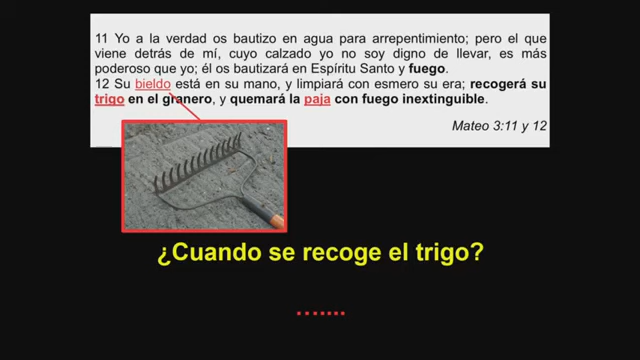 11 Yo a la verdad os bautizo en agua para arrepentimiento; pero el que
viene detrás de mí, cuyo calzado yo no soy digno de llevar, es más
poderoso que yo; él os bautizará en Espíritu Santo y fuego.
12 Su bieldo está en su mano, y limpiará con esmero su era; recogerá su
trigo en el granero, y quemará la paja con fuego inextinguible.
Mateo 3:11 y 12
¿Cuando se recoge el trigo?
.......